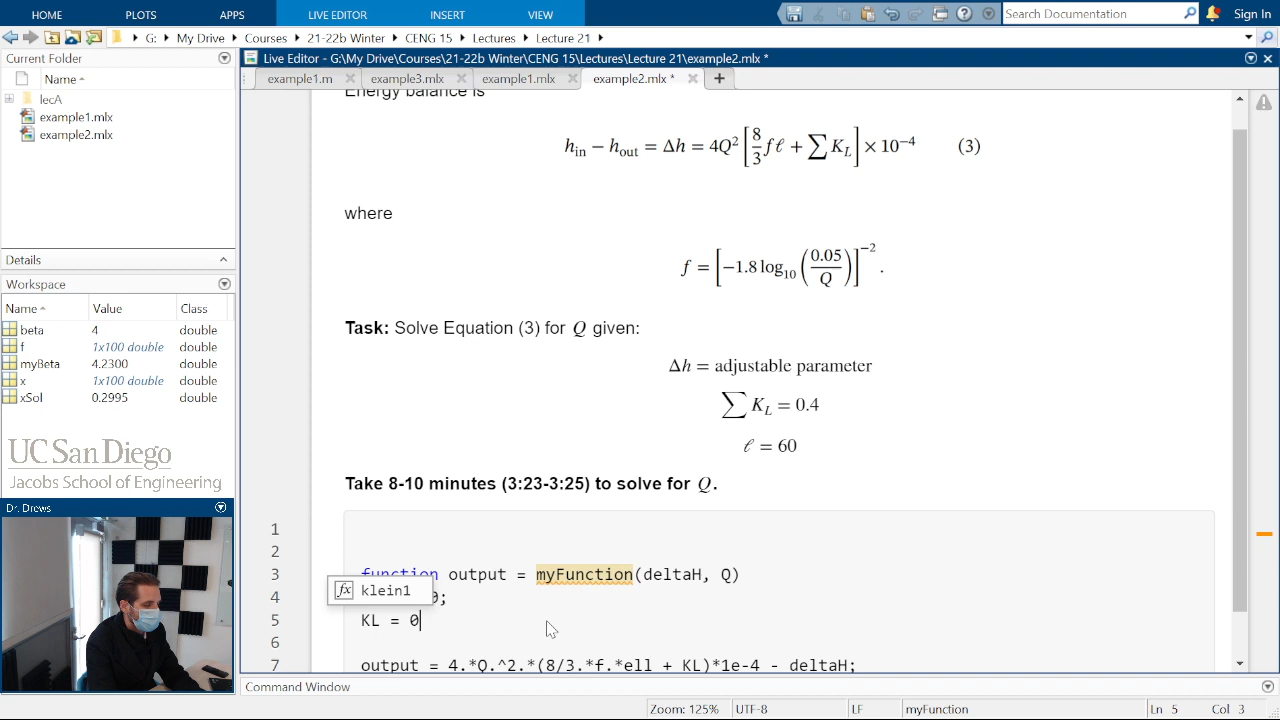 HOME PLOTS APPS LIVE EDITOR INSERT VIEW Search Documentation Sign In
G: My Drive Courses 21-22b Winter CENG 15 Lectures Lecture 21
Current Folder
Live Editor - G:\My Drive\Courses\21-22b Winter\CENG 15\Lectures\Lecture 21\example2.mlx *
Name
example1.m example3.mlx example1.mlx example2.mlx *
lecA
example1.mlx
example2.mlx
Energy balance is
h_in − h_out = Δh = 4Q² [8/3 fℓ + ∑ K_L] × 10⁻⁴ (3)
where
f = [−1.8 log₁₀ (0.05/Q)]⁻².
Task: Solve Equation (3) for Q given:
Δh = adjustable parameter
∑ K_L = 0.4
ℓ = 60
Take 8-10 minutes (3:23-3:25) to solve for Q.
Details
Workspace
Name Value Class
beta 4 double
f 1x100 double double
myBeta 4.2300 double
x 1x100 double double
xSol 0.2995 double
UC San Diego
Jacobs School of Engineering
Dr. Drews
1
2
3 function output = myFunction(deltaH, Q)
4 0;
fx klein1
5 KL = 0
6
7 output = 4.*Q.^2.*(8/3.*f.*ell + KL)*1e-4 - deltaH;
Command Window
Zoom: 125% UTF-8 LF myFunction Ln 5 Col 3